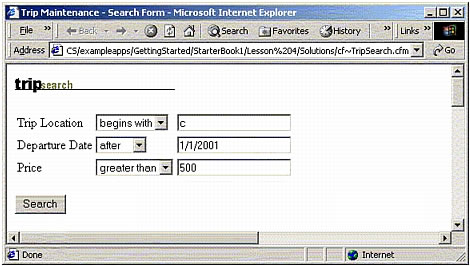 Trip Maintenance - Search Form - Microsoft Internet Explorer
File » Back Search Favorites History » Links »
Address CS/exampleapps/GettingStarted/StarterBook1/Lesson%204/Solutions/cf~TripSearch.cfm Go
tripsearch
Trip Location begins with c
Departure Date after 1/1/2001
Price greater than 500
Search
Done Internet